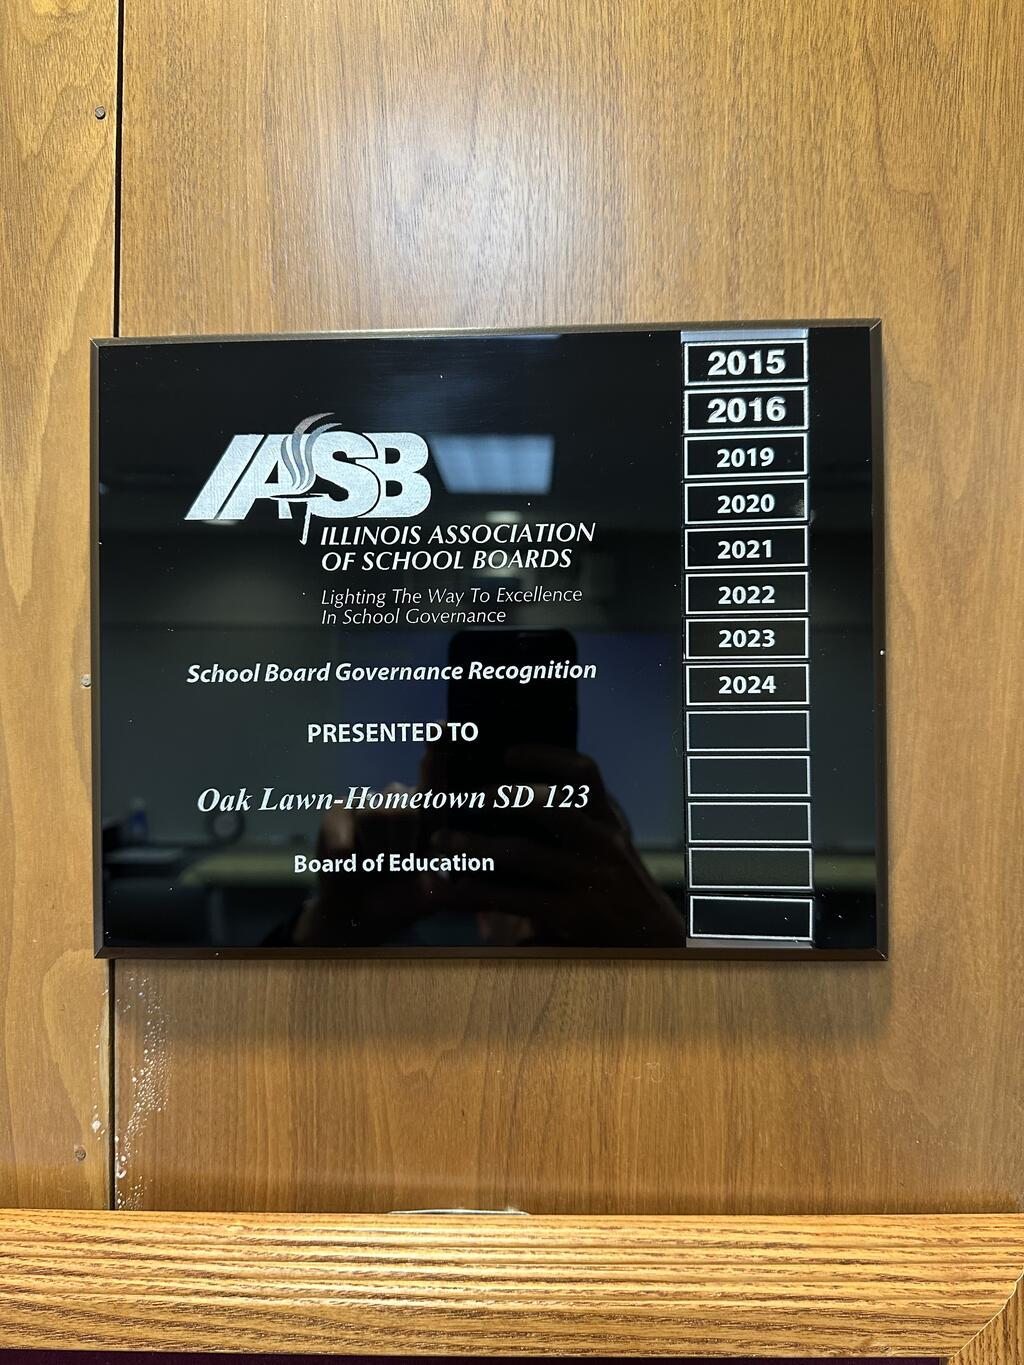 IASB
ILLINOIS ASSOCIATION
OF SCHOOL BOARDS
Lighting The Way To Excellence
In School Governance
School Board Governance Recognition
PRESENTED TO
Oak Lawn-Hometown SD 123
Board of Education
2015
2016
2019
2020
2021
2022
2023
2024